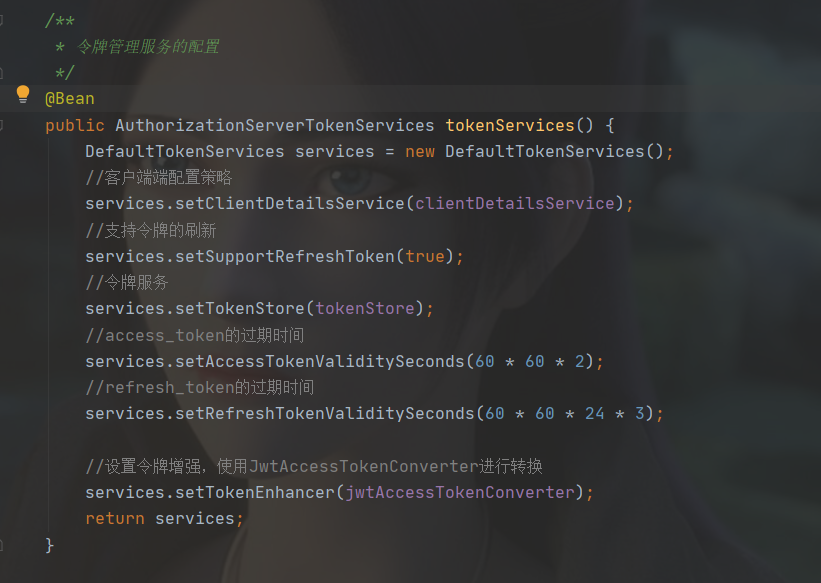 /**
 * 令牌管理服务的配置
 */
@Bean
public AuthorizationServerTokenServices tokenServices() {
    DefaultTokenServices services = new DefaultTokenServices();
    //客户端端配置策略
    services.setClientDetailsService(clientDetailsService);
    //支持令牌的刷新
    services.setSupportRefreshToken(true);
    //令牌服务
    services.setTokenStore(tokenStore);
    //access_token的过期时间
    services.setAccessTokenValiditySeconds(60 * 60 * 2);
    //refresh_token的过期时间
    services.setRefreshTokenValiditySeconds(60 * 60 * 24 * 3);
    //设置令牌增强，使用JwtAccessTokenConverter进行转换
    services.setTokenEnhancer(jwtAccessTokenConverter);
    return services;
}